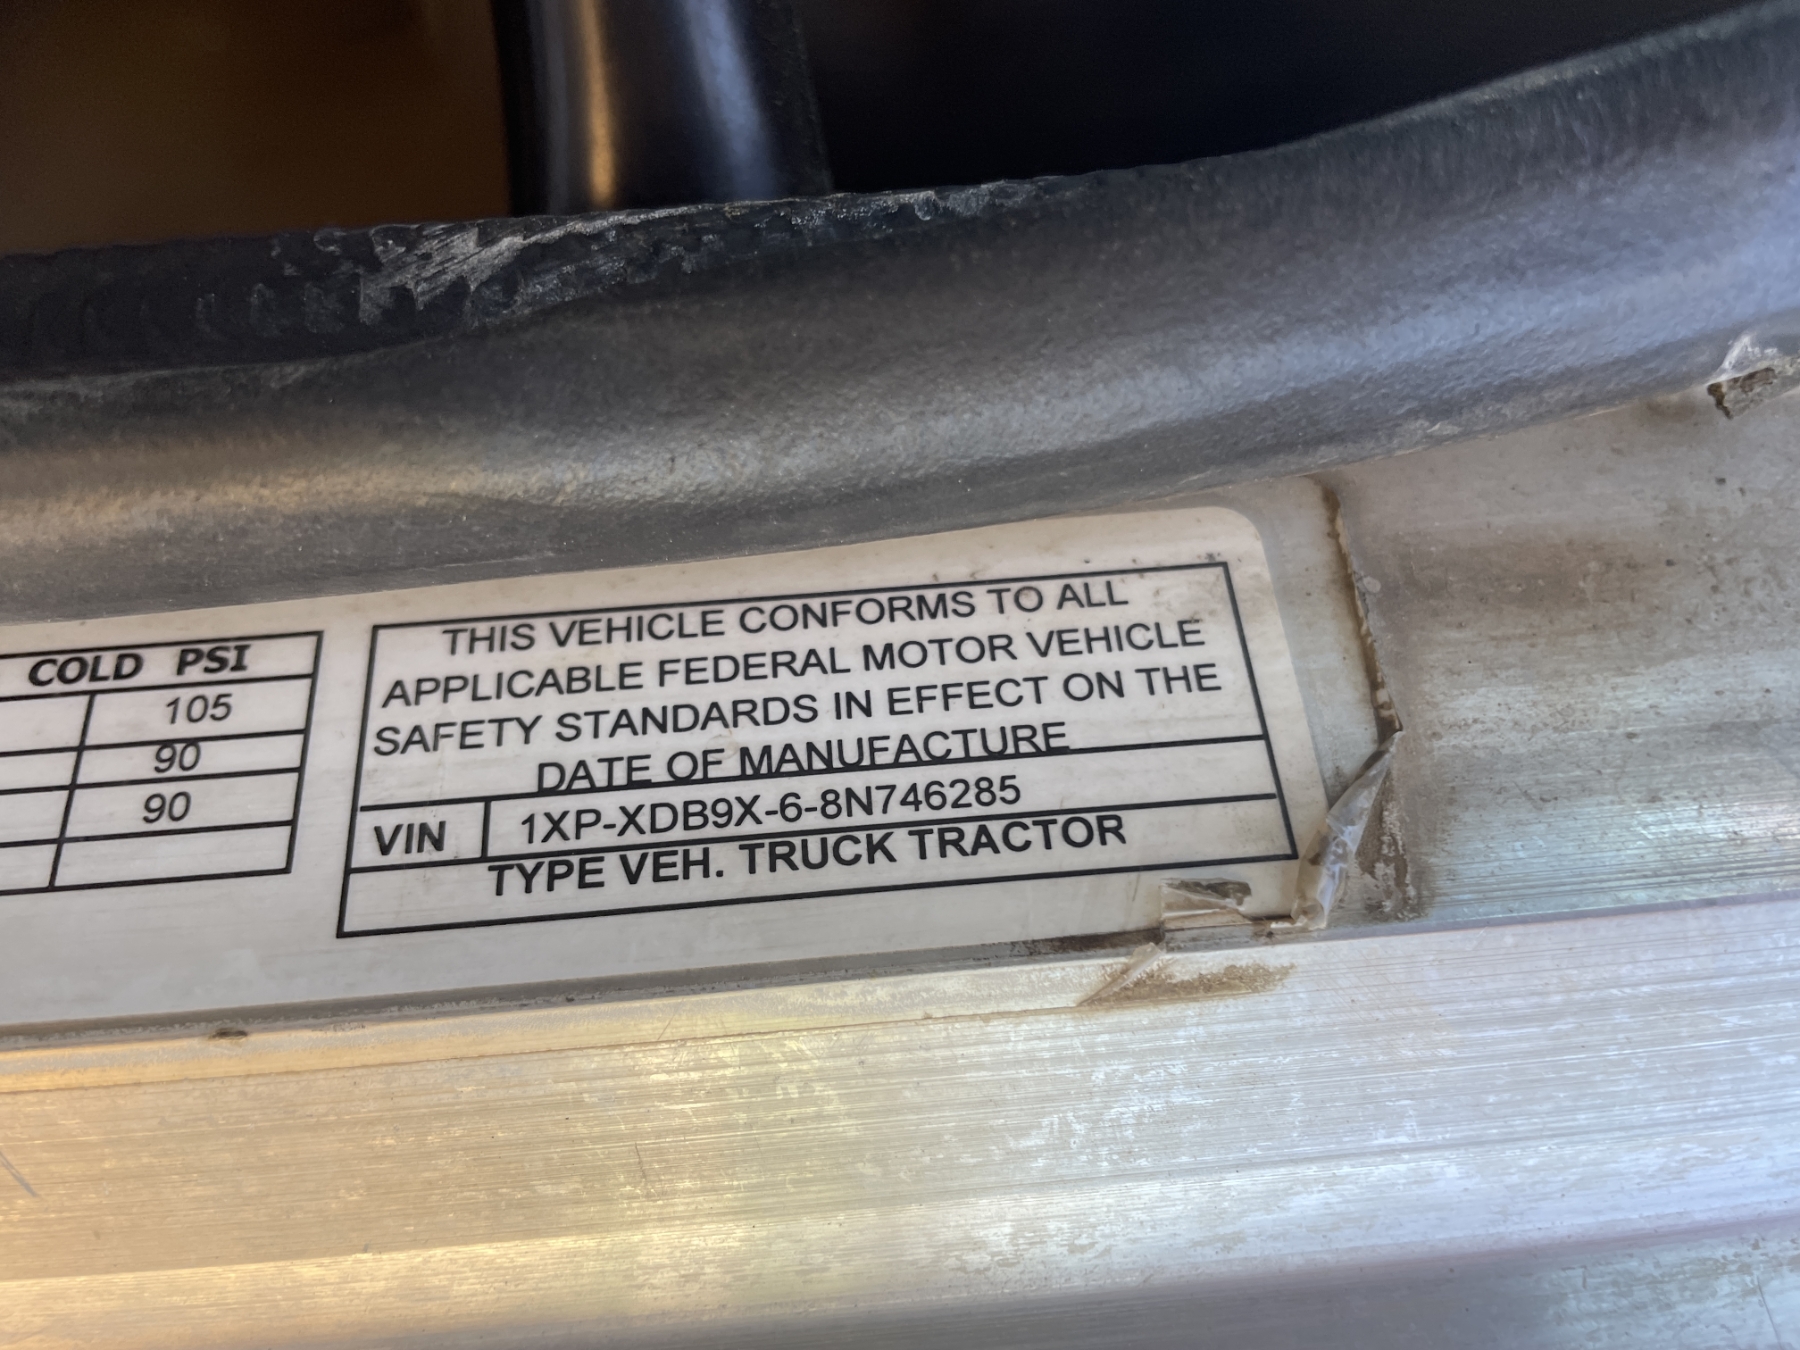 COLD PSI
105
90
90
THIS VEHICLE CONFORMS TO ALL
APPLICABLE FEDERAL MOTOR VEHICLE
SAFETY STANDARDS IN EFFECT ON THE
DATE OF MANUFACTURE
VIN 1XP-XDB9X-6-8N746285
TYPE VEH. TRUCK TRACTOR